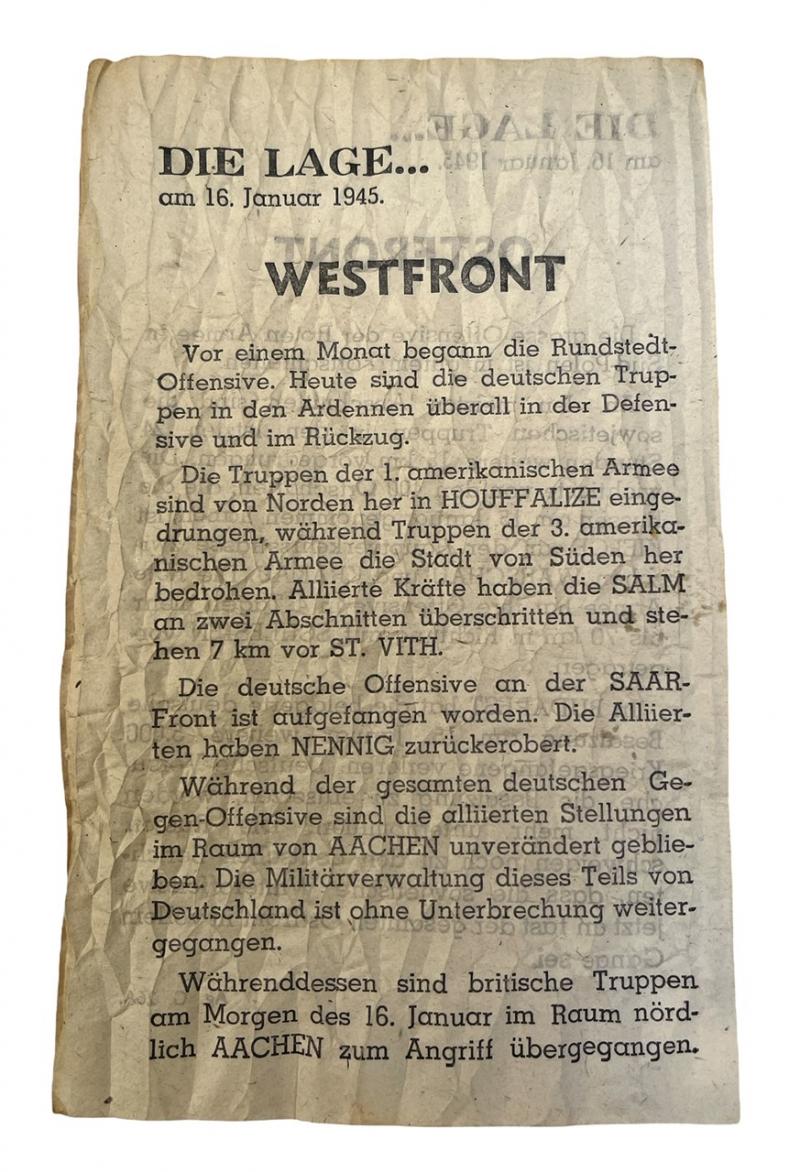 DIE LAGE...
am 16. Januar 1945.
WESTFRONT
Vor einem Monat begann die Rundstedt-
Offensive. Heute sind die deutschen Trup-
pen in den Ardennen überall in der Defen-
sive und im Rückzug.
Die Truppen der 1. amerikanischen Armee
sind von Norden her in HOUFFALIZE einge-
drungen, während Truppen der 3. amerika-
nischen Armee die Stadt von Süden her
bedrohen. Alliierte Kräfte haben die SALM
an zwei Abschnitten überschritten und ste-
hen 7 km vor ST. VITH.
Die deutsche Offensive an der SAAR-
Front ist aufgefangen worden. Die Alliier-
ten haben NENNIG zurückerobert.
Während der gesamten deutschen Ge-
gen-Offensive sind die alliierten Stellungen
im Raum von AACHEN unverändert geblie-
ben. Die Militärverwaltung dieses Teils von
Deutschland ist ohne Unterbrechung weiter-
gegangen.
Währenddessen sind britische Truppen
am Morgen des 16. Januar im Raum nörd-
lich AACHEN zum Angriff übergegangen.